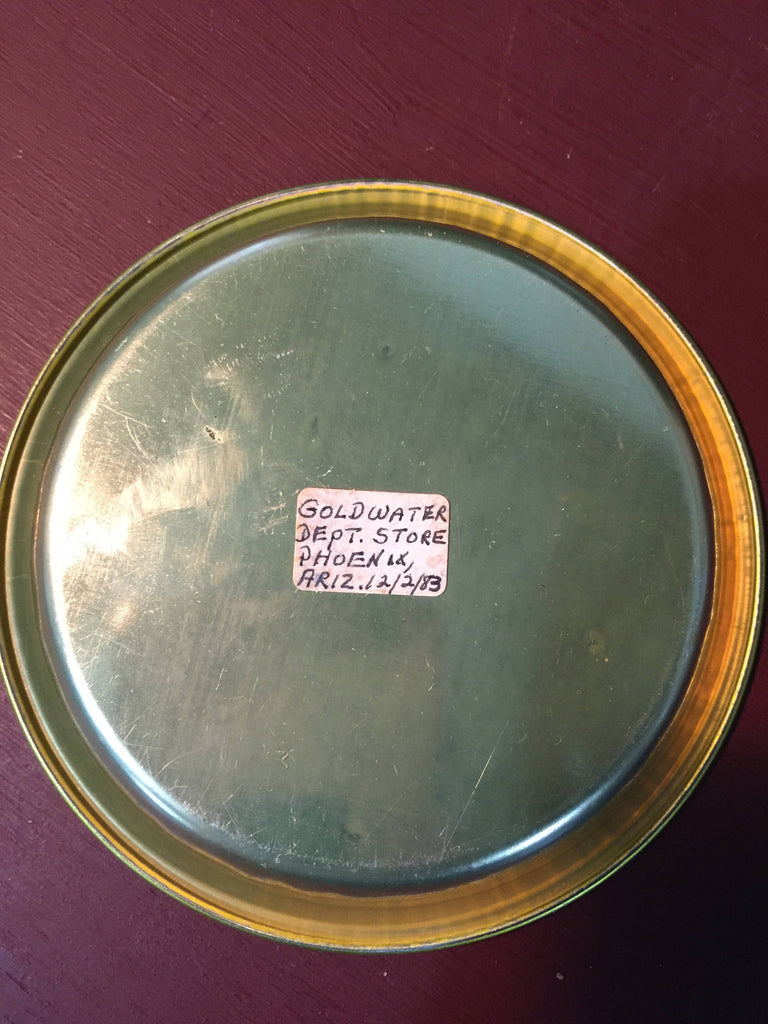 GOLDWATER
DEPT. STORE
PHOENIX,
ARIZ. 12/2/83